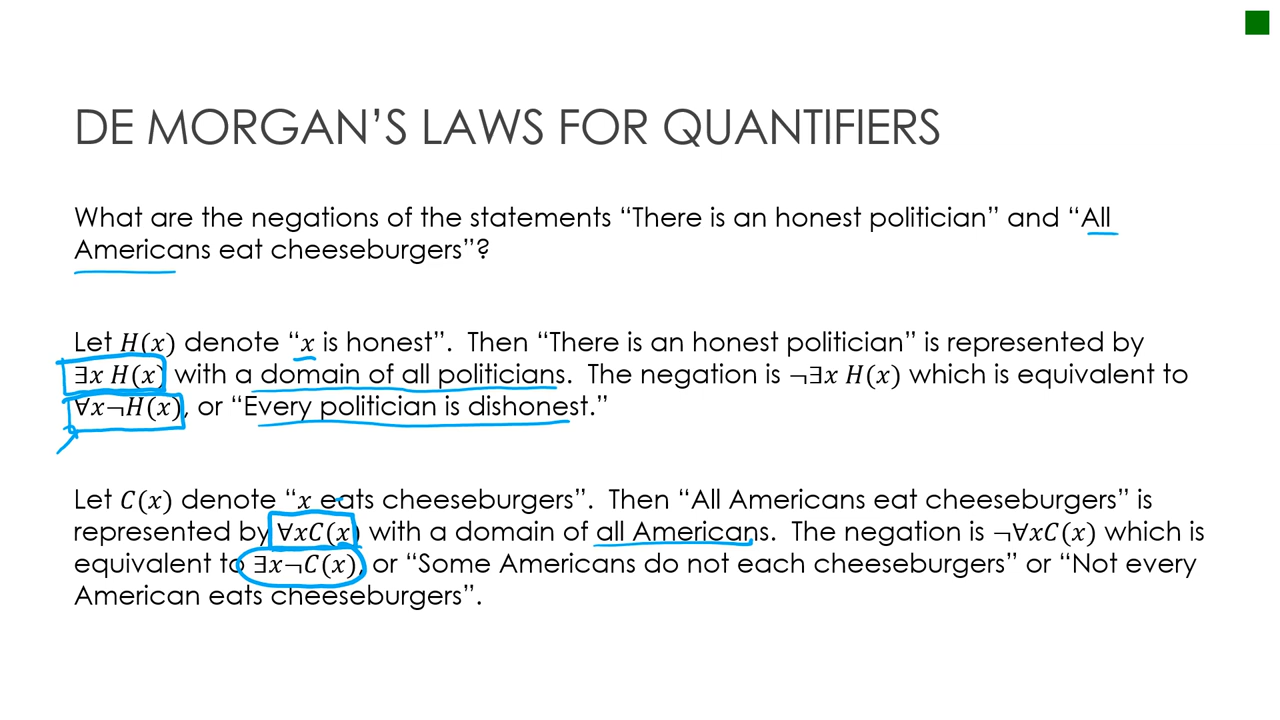 DE MORGAN’S LAWS FOR QUANTIFIERS
What are the negations of the statements “There is an honest politician” and “All
Americans eat cheeseburgers”?
Let H(x) denote “x is honest”. Then “There is an honest politician” is represented by
∃x H(x) with a domain of all politicians. The negation is ¬∃x H(x) which is equivalent to
∀x¬H(x), or “Every politician is dishonest.”
Let C(x) denote “x eats cheeseburgers”. Then “All Americans eat cheeseburgers” is
represented by ∀xC(x) with a domain of all Americans. The negation is ¬∀xC(x) which is
equivalent to ∃x¬C(x), or “Some Americans do not each cheeseburgers” or “Not every
American eats cheeseburgers”.